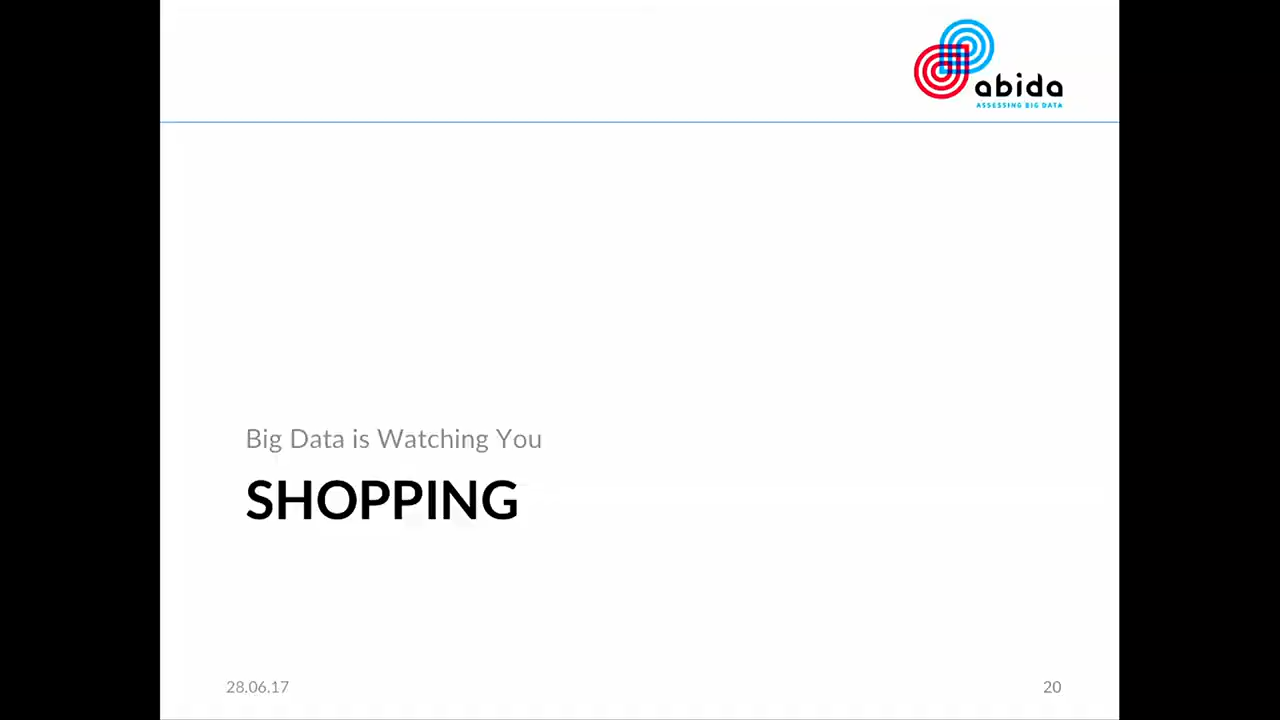 abida
ASSESSING BIG DATA
Big Data is Watching You
SHOPPING
28.06.17
20